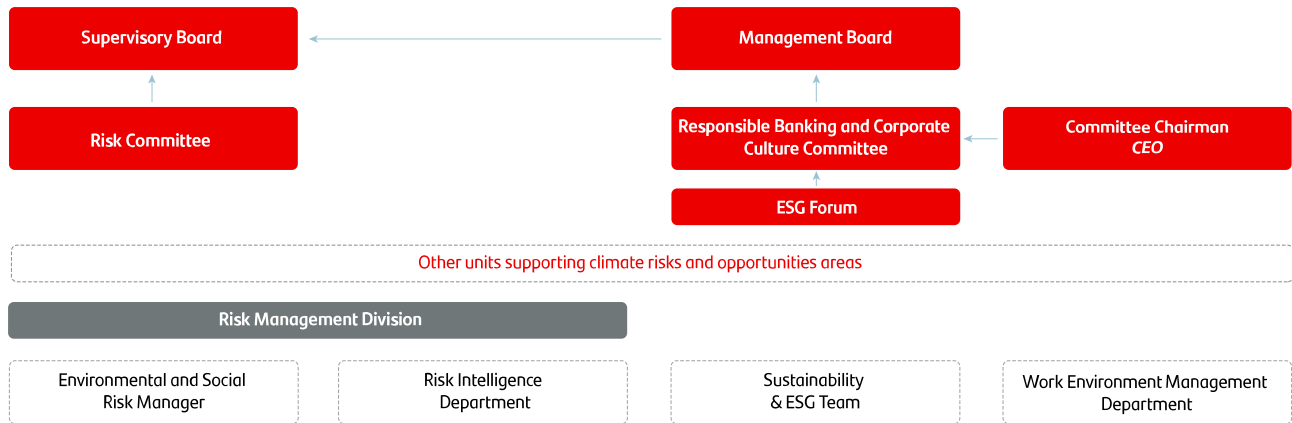 Supervisory Board
Management Board
Risk Committee
Responsible Banking and Corporate
Culture Committee
Committee Chairman
CEO
ESG Forum
Other units supporting climate risks and opportunities areas
Risk Management Division
Environmental and Social
Risk Manager
Risk Intelligence
Department
Sustainability
& ESG Team
Work Environment Management
Department